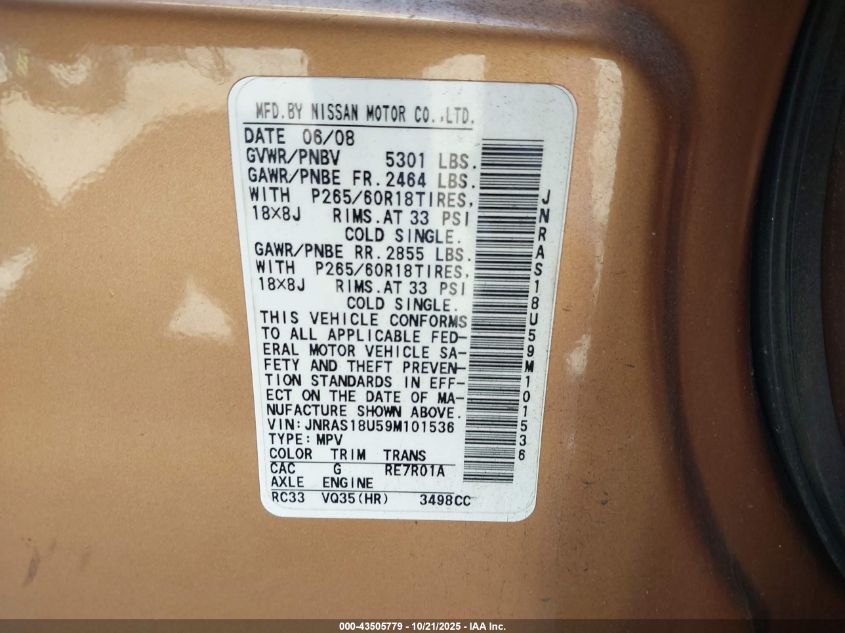 MFD.BY NISSAN MOTOR CO.,LTD.
DATE 06/08
GVWR/PNBV 5301 LBS.
GAWR/PNBE FR. 2464 LBS.
WITH P265/60R18TIRES,
18X8J RIMS.AT 33 PSI
COLD SINGLE.
GAWR/PNBE RR. 2855 LBS.
WITH P265/60R18TIRES,
18X8J RIMS.AT 33 PSI
COLD SINGLE.
THIS VEHICLE CONFORMS
TO ALL APPLICABLE FED-
ERAL MOTOR VEHICLE SA-
FETY AND THEFT PREVEN-
TION STANDARDS IN EFF-
ECT ON THE DATE OF MA-
NUFACTURE SHOWN ABOVE.
VIN:JNRAS18U59M101536
TYPE:MPV
COLOR TRIM TRANS
CAC G RE7R01A
AXLE ENGINE
RC33 VQ35(HR) 3498CC
JNRAS18U59M101536
000-43505779 - 10/21/2025 - IAA Inc.